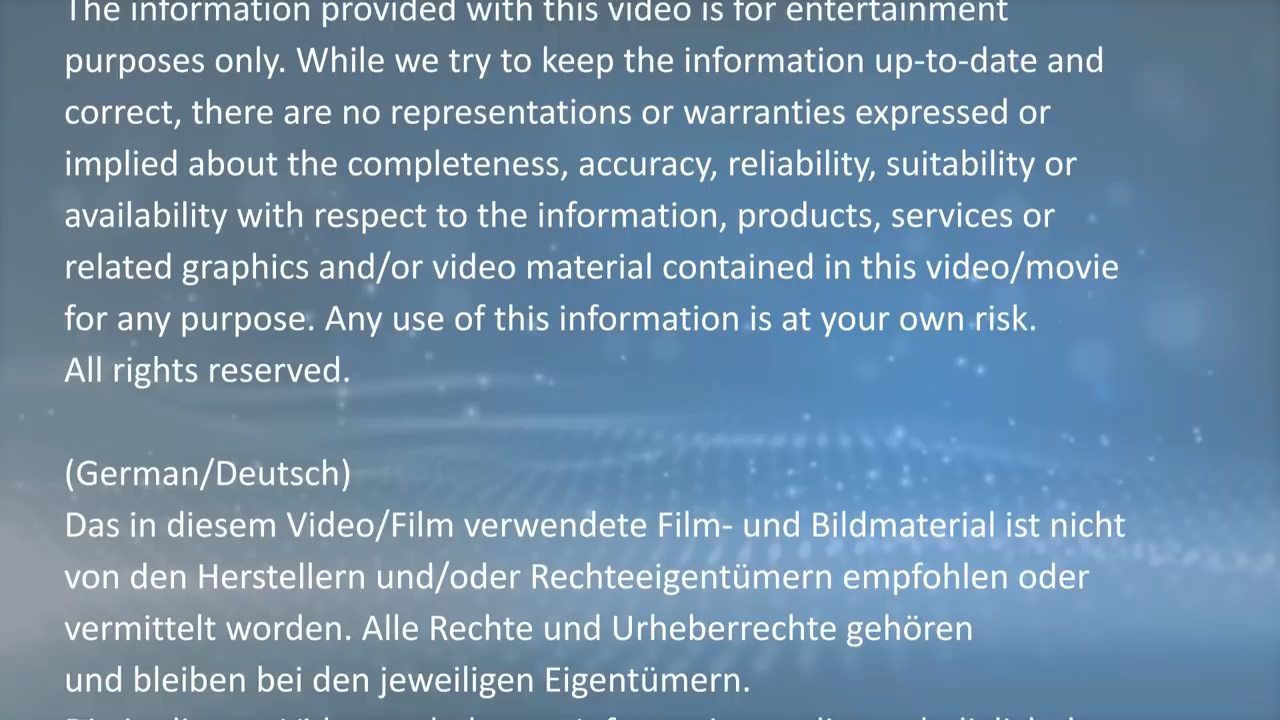 The information provided with this video is for entertainment
purposes only. While we try to keep the information up-to-date and
correct, there are no representations or warranties expressed or
implied about the completeness, accuracy, reliability, suitability or
availability with respect to the information, products, services or
related graphics and/or video material contained in this video/movie
for any purpose. Any use of this information is at your own risk.
All rights reserved.
(German/Deutsch)
Das in diesem Video/Film verwendete Film- und Bildmaterial ist nicht
von den Herstellern und/oder Rechteeigentümern empfohlen oder
vermittelt worden. Alle Rechte und Urheberrechte gehören
und bleiben bei den jeweiligen Eigentümern.